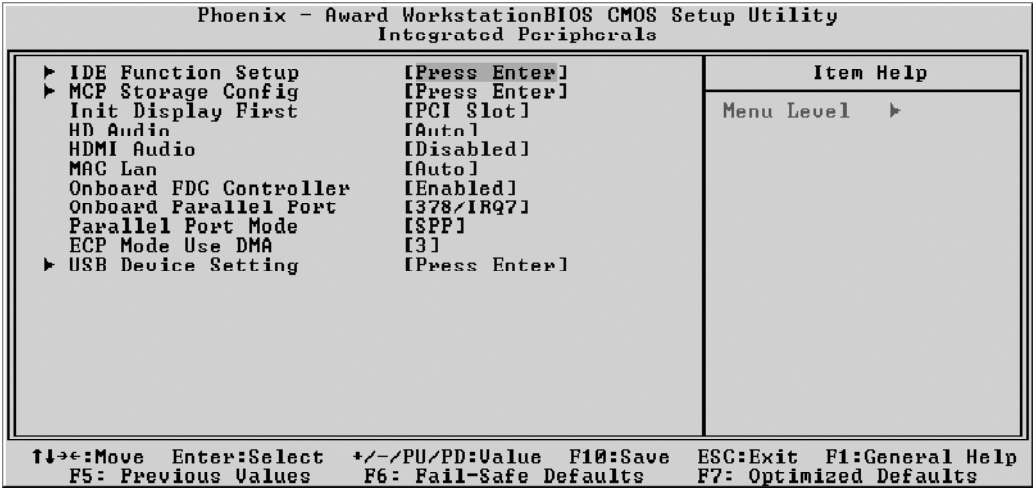 Phoenix - Award WorkstationBIOS CMOS Setup Utility
Integrated Peripherals
► IDE Function Setup [Press Enter]
► MCP Storage Config [Press Enter]
Init Display First [PCI Slot]
HD Audio [Auto]
HDMI Audio [Disabled]
MAC Lan [Auto]
Onboard FDC Controller [Enabled]
Onboard Parallel Port [378/IRQ7]
Parallel Port Mode [SPP]
ECP Mode Use DMA [3]
► USB Device Setting [Press Enter]
Item Help
Menu Level ►
↑↓→←:Move Enter:Select +/-/PU/PD:Value F10:Save ESC:Exit F1:General Help
F5: Previous Values F6: Fail-Safe Defaults F7: Optimized Defaults